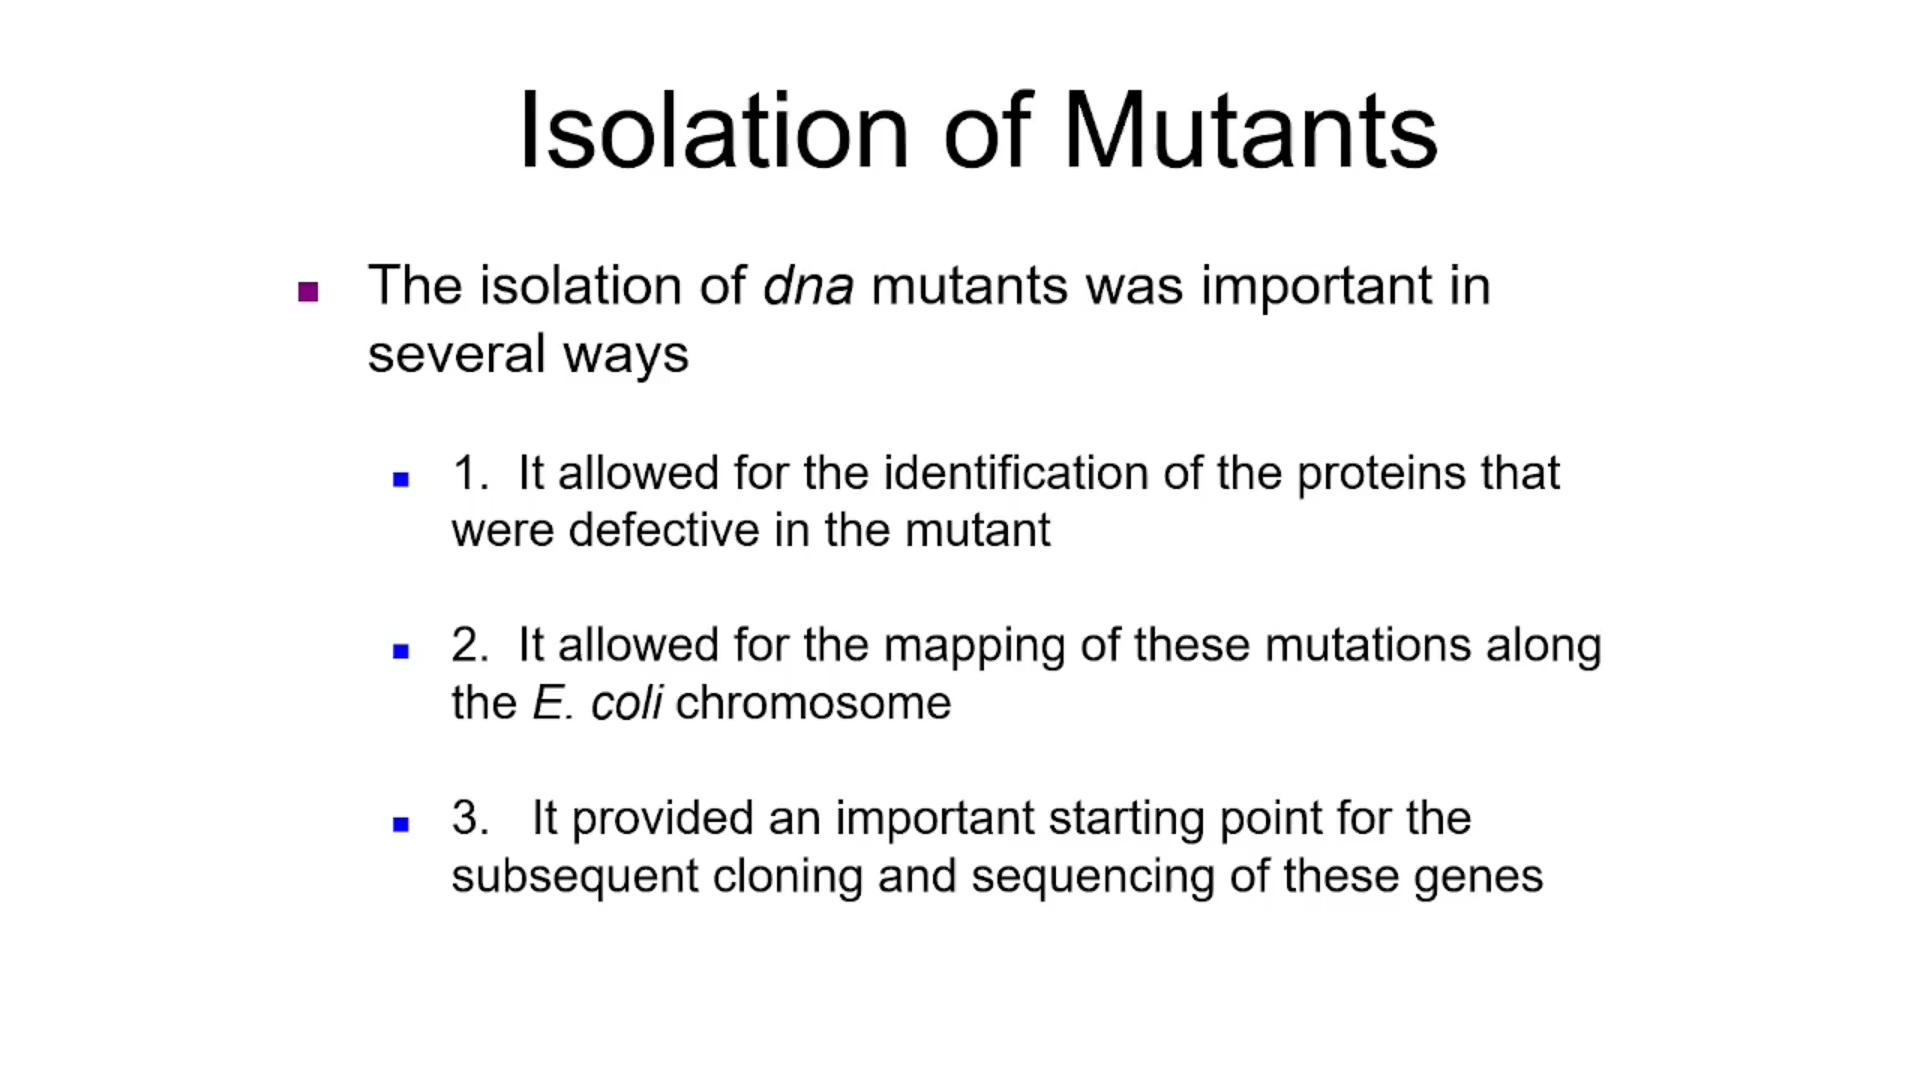 Isolation of Mutants
The isolation of dna mutants was important in
several ways
1. It allowed for the identification of the proteins that
were defective in the mutant
2. It allowed for the mapping of these mutations along
the E. coli chromosome
3. It provided an important starting point for the
subsequent cloning and sequencing of these genes